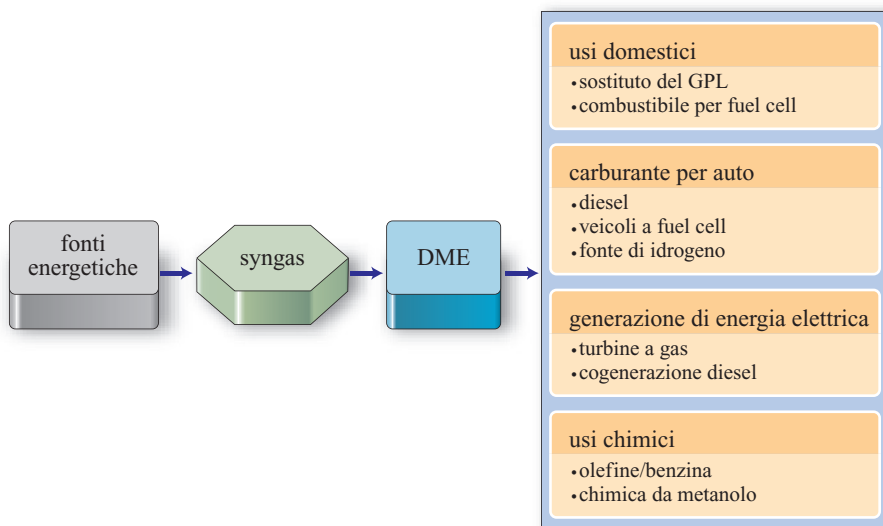 fonti
energetiche
syngas
DME
usi domestici
•sostituto del GPL
•combustibile per fuel cell
carburante per auto
•diesel
•veicoli a fuel cell
•fonte di idrogeno
generazione di energia elettrica
•turbine a gas
•cogenerazione diesel
usi chimici
•olefine/benzina
•chimica da metanolo